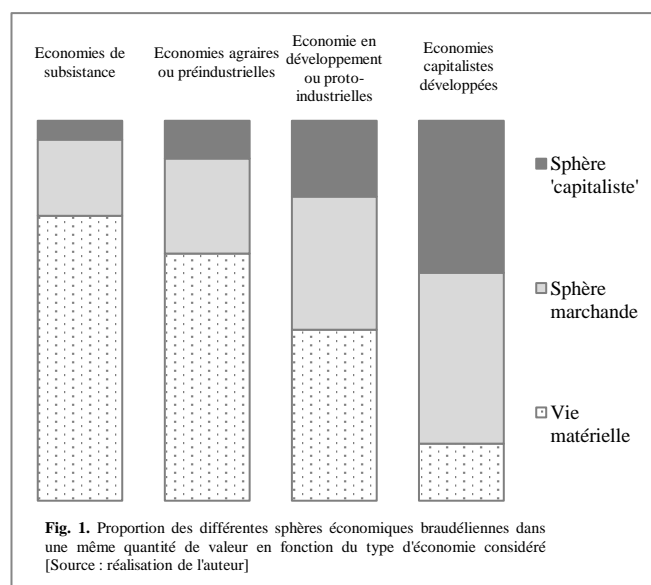 Economies de
subsistance
Economies agraires
ou préindustrielles
Economie en
développement
ou proto-
industrielles
Economies
capitalistes
développées
Sphère
'capitaliste'
Sphère
marchande
Vie
matérielle
Fig. 1. Proportion des différentes sphères économiques braudéliennes dans
une même quantité de valeur en fonction du type d'économie considéré
[Source : réalisation de l'auteur]